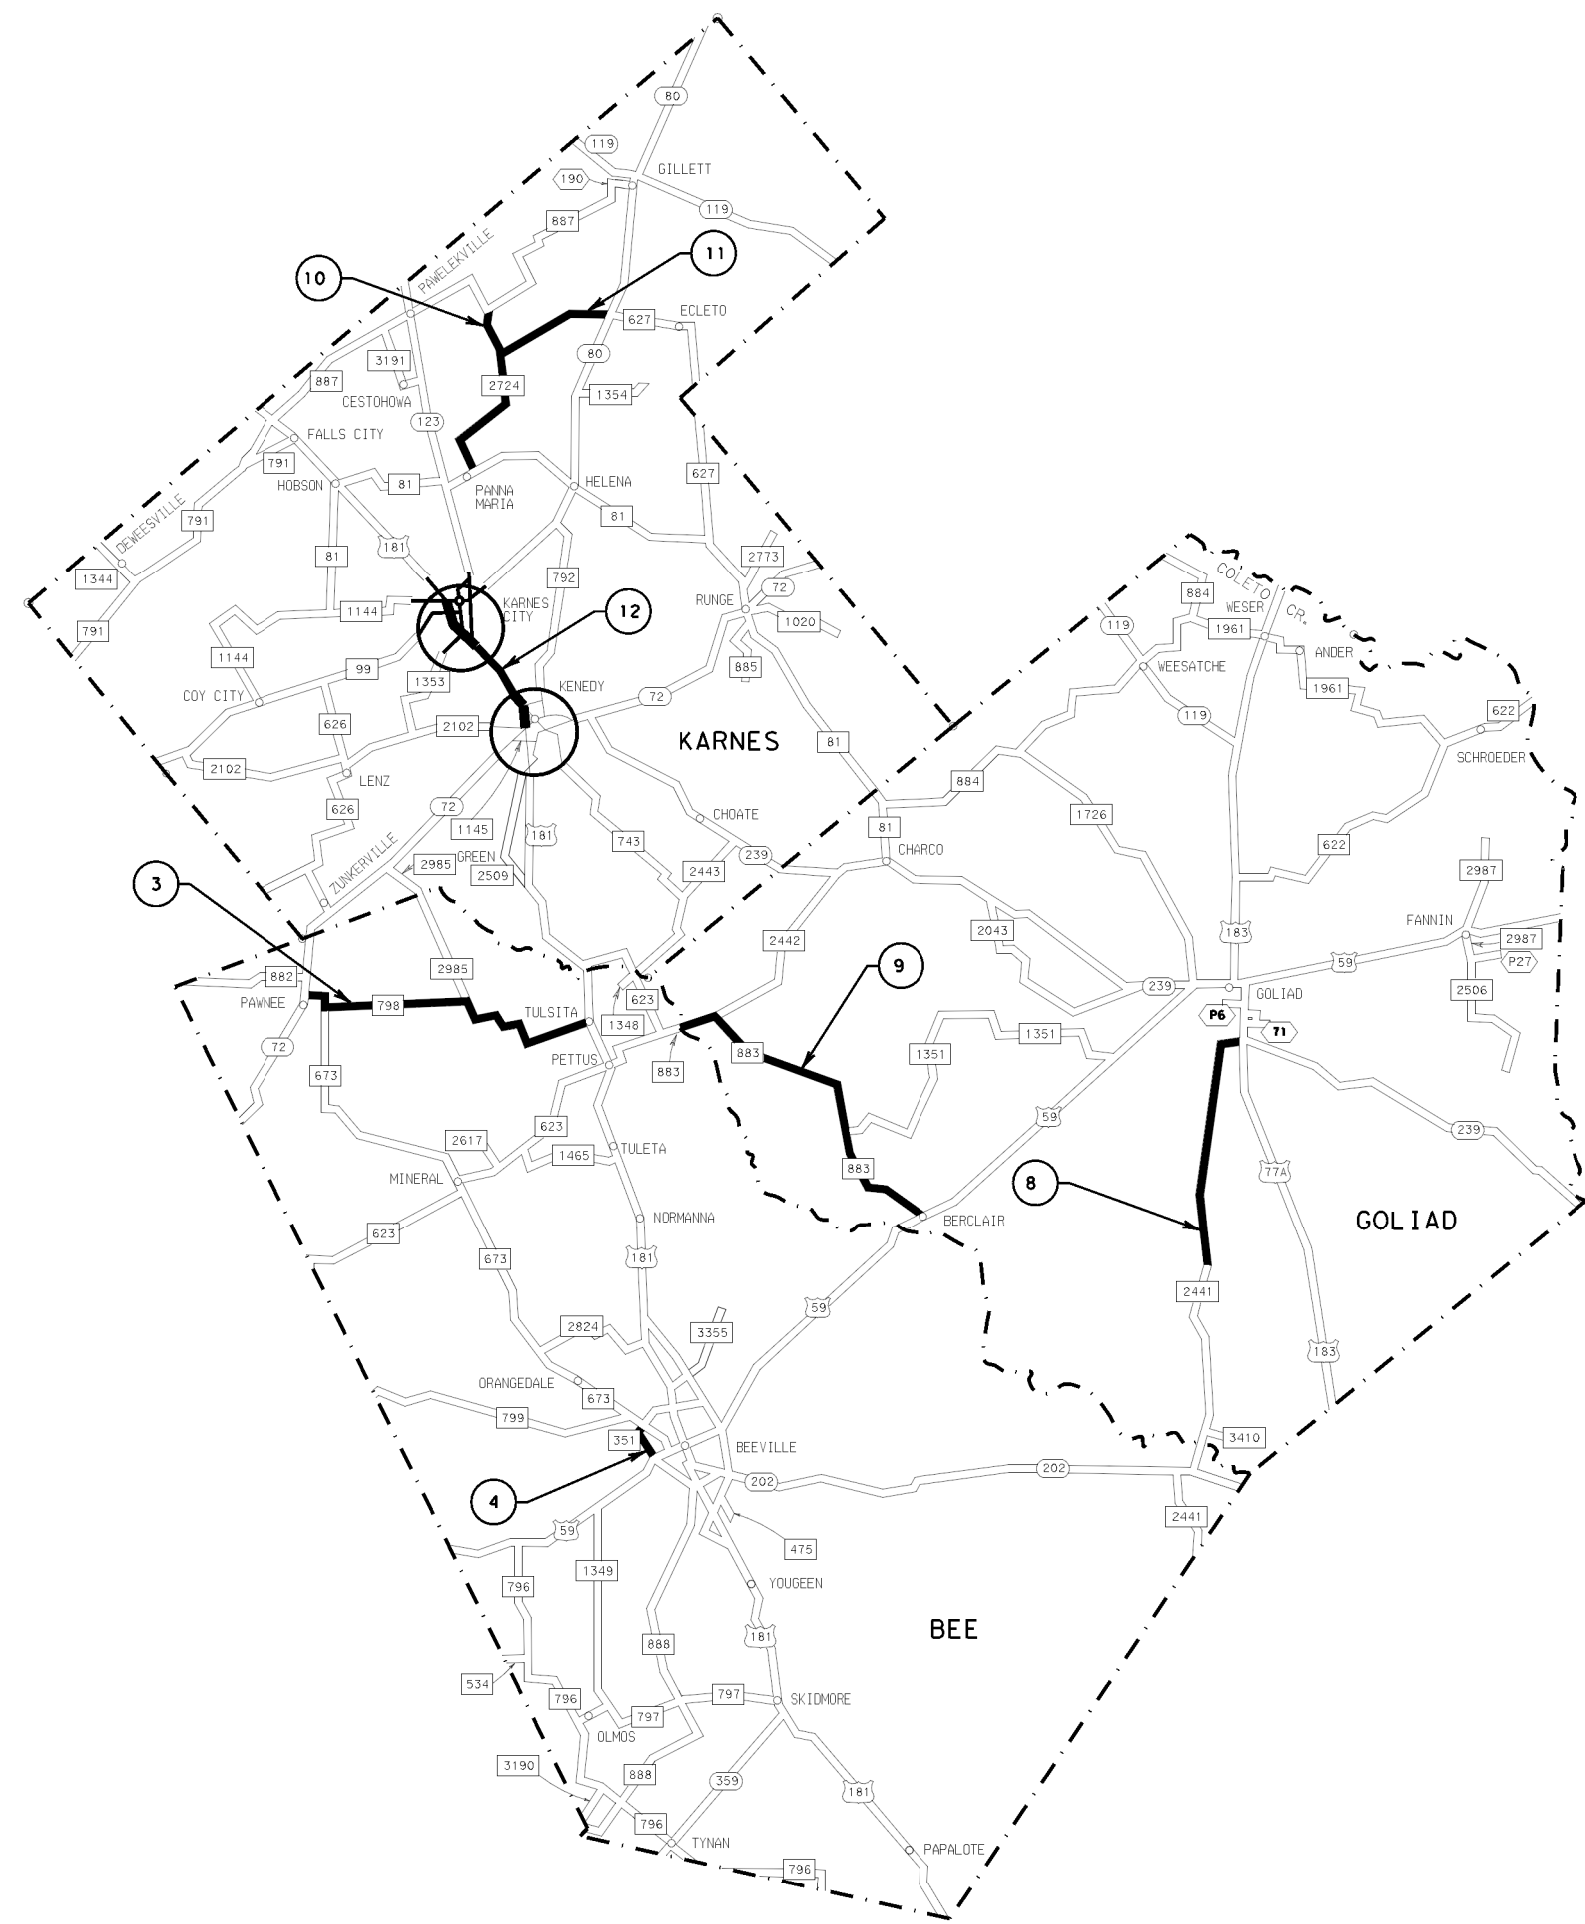 80
119
GILLETT
190
119
887
PAWELEKVILLE
11
10
ECLETO
627
80
3191
887
2724
1354
CESTOHOWA
123
FALLS CITY
791
627
HOBSON
81
PANNA
MARIA
HELENA
DEWEESVILLE
791
81
181
81
2773
1344
792
72
COLETO
CR.
884
WESER
KARNES
CITY
12
RUNGE
1144
1020
119
1961
791
ANDER
1144
99
885
WEESATCHE
1353
COY CITY
KENEDY
72
1961
626
2102
119
622
KARNES
81
SCHROEDER
2102
LENZ
884
626
72
CHOATE
1726
1145
181
81
743
622
ZUNKERVILLE
2985
GREEN
239
CHARCO
2509
2443
2987
3
FANNIN
2043
183
2442
2987
P27
9
59
2985
882
239
GOLIAD
2506
PAWNEE
798
623
TULSITA
1348
P6
71
1351
72
883
1351
PETTUS
883
673
59
623
239
2617
TULETA
1465
883
77A
MINERAL
8
NORMANNA
BERCLAIR
GOLIAD
623
673
181
2441
59
2824
3355
183
ORANGEDALE
673
799
351
BEEVILLE
3410
202
202
4
2441
59
475
1349
796
YOUGEEN
BEE
181
888
534
796
797
SKIDMORE
797
OLMOS
3190
888
359
181
796
TYNAN
PAPALOTE
796